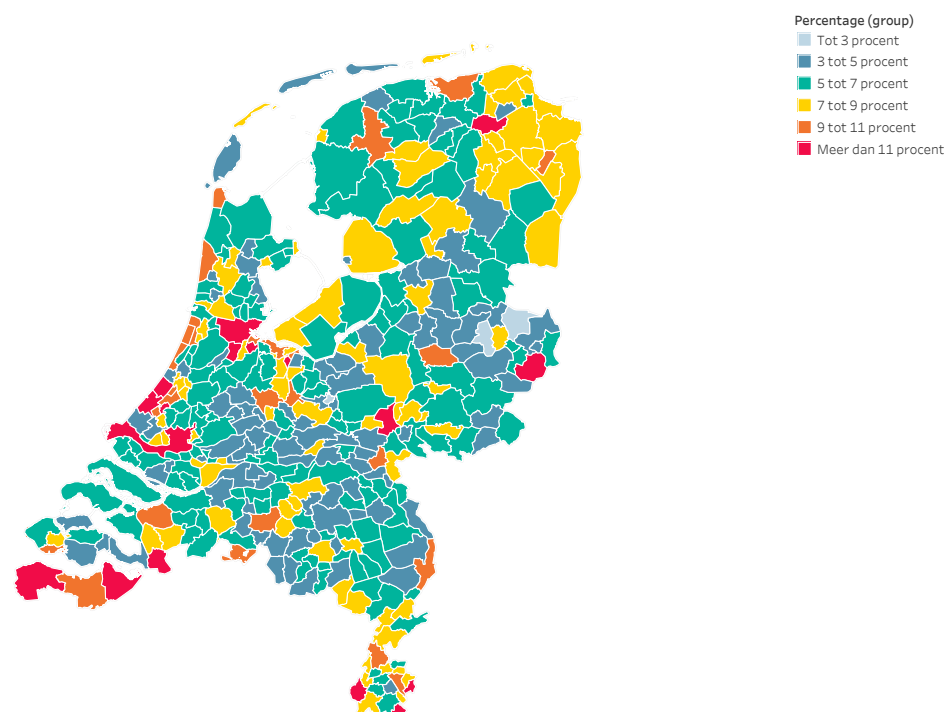 Percentage (group)
Tot 3 procent
3 tot 5 procent
5 tot 7 procent
7 tot 9 procent
9 tot 11 procent
Meer dan 11 procent